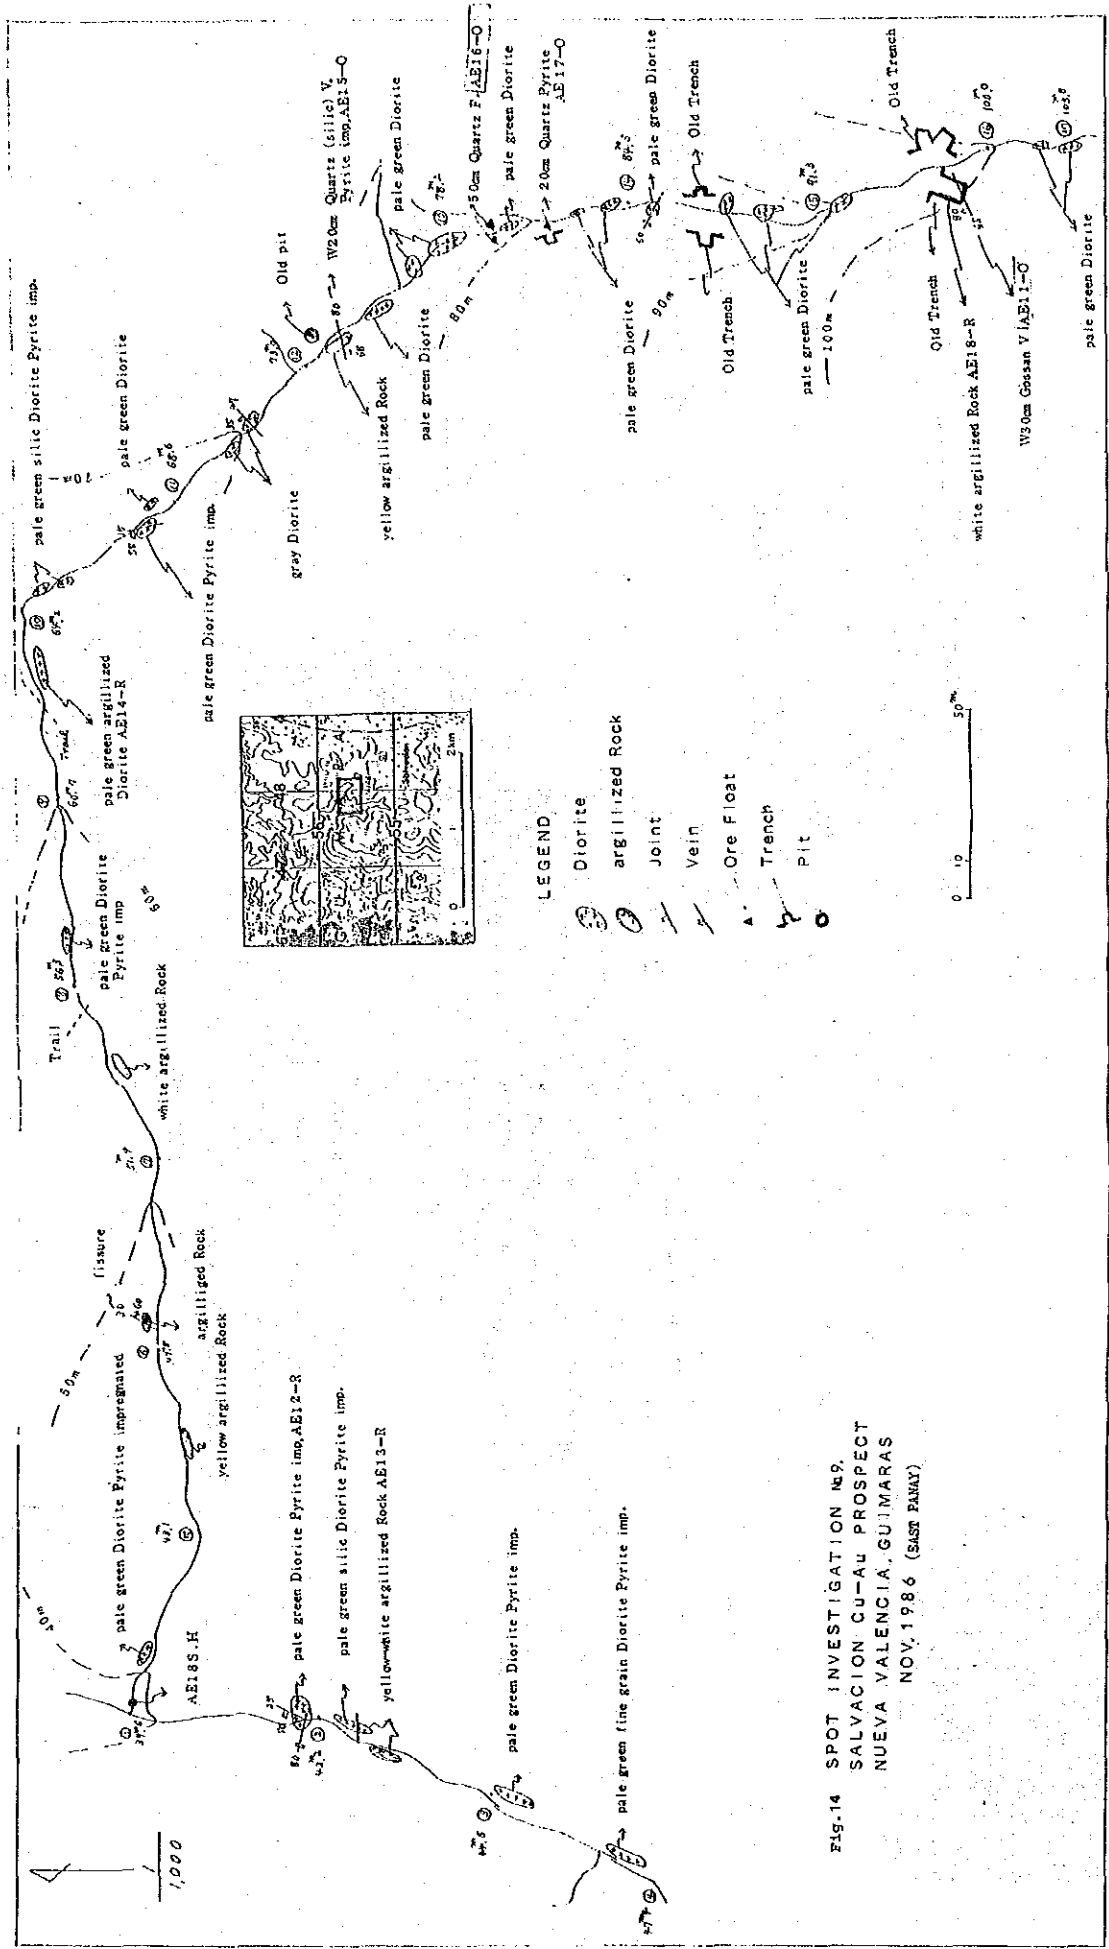 1,000
40m
pale green Diorite Pyrite impregnated
AE18S.H
yellow argillized Rock
argilliged Rock
50m
fissure
white argillized Rock
Trail
pale green Diorite
Pyrite imp
60m
Trail
pale green argillized
Diorite AE14-R
pale green silic Diorite Pyrite imp.
70m
pale green Diorite
pale green Diorite Pyrite imp.
gray Diorite
Old pit
W20cm Quartz (silic) V.
Pyrite imp,AE15-O
yellow argillized Rock
pale green Diorite
pale green Diorite
80m
50cm Quartz F. AE16-O
pale green Diorite
20cm Quartz Pyrite
AE17-O
pale green Diorite
pale green Diorite
90m
Old Trench
Old Trench
pale green Diorite
100m
Old Trench
Old Trench
white argillized Rock AE18-R
W30cm Gossan V AE11-O
pale green Diorite
pale green Diorite Pyrite imp,AE12-R
pale green silic Diorite Pyrite imp.
yellow-white argillized Rock AE13-R
pale green Diorite Pyrite imp.
pale green fine grain Diorite Pyrite imp.
0 1 2km
LEGEND
Diorite
argillized Rock
Joint
Vein
Ore Float
Trench
Pit
0 10 50m
Fig.14 SPOT INVESTIGATION №9.
SALVACION Cu-Au PROSPECT
NUEVA VALENCIA, GUIMARAS
NOV, 1986 (EAST PANAY)